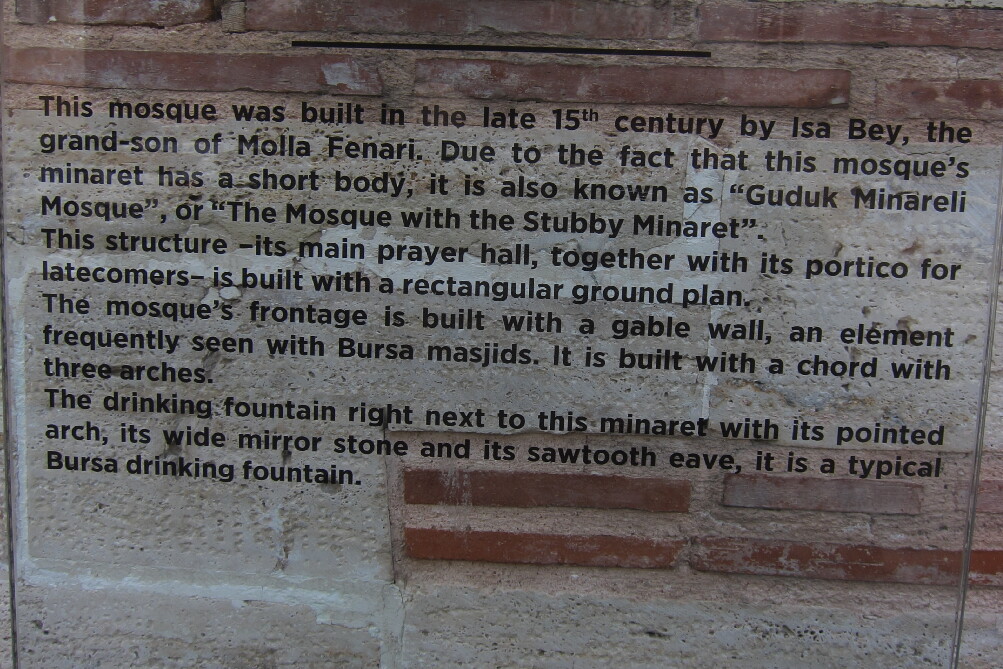 This mosque was built in the late 15th century by Isa Bey, the
grand-son of Molla Fenari. Due to the fact that this mosque's
minaret has a short body, it is also known as “Guduk Minareli
Mosque”, or “The Mosque with the Stubby Minaret”.
This structure –its main prayer hall, together with its portico for
latecomers– is built with a rectangular ground plan.
The mosque's frontage is built with a gable wall, an element
frequently seen with Bursa masjids. It is built with a chord with
three arches.
The drinking fountain right next to this minaret with its pointed
arch, its wide mirror stone and its sawtooth eave, it is a typical
Bursa drinking fountain.